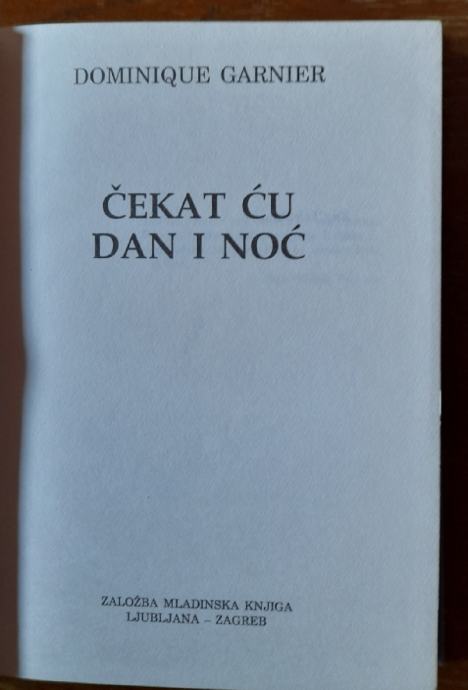 DOMINIQUE GARNIER
ČEKAT ĆU
DAN I NOĆ
ZALOŽBA MLADINSKA KNJIGA
LJUBLJANA – ZAGREB